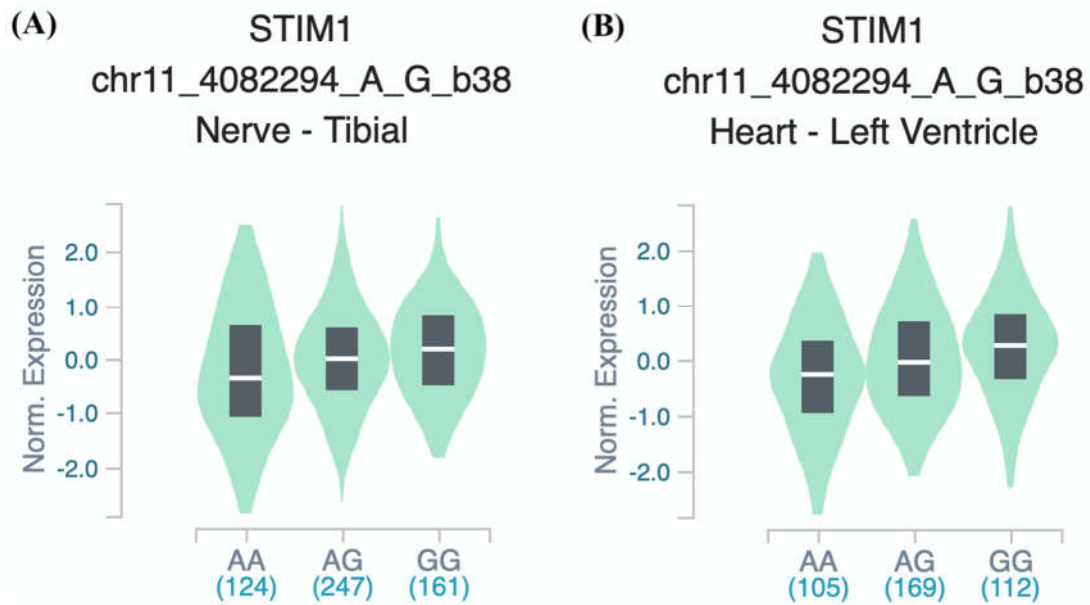 (A)
STIM1
chr11_4082294_A_G_b38
Nerve - Tibial
Norm. Expression
2.0
1.0
0.0
-1.0
-2.0
AA AG GG
(124) (247) (161)
(B)
STIM1
chr11_4082294_A_G_b38
Heart - Left Ventricle
Norm. Expression
2.0
1.0
0.0
-1.0
-2.0
AA AG GG
(105) (169) (112)